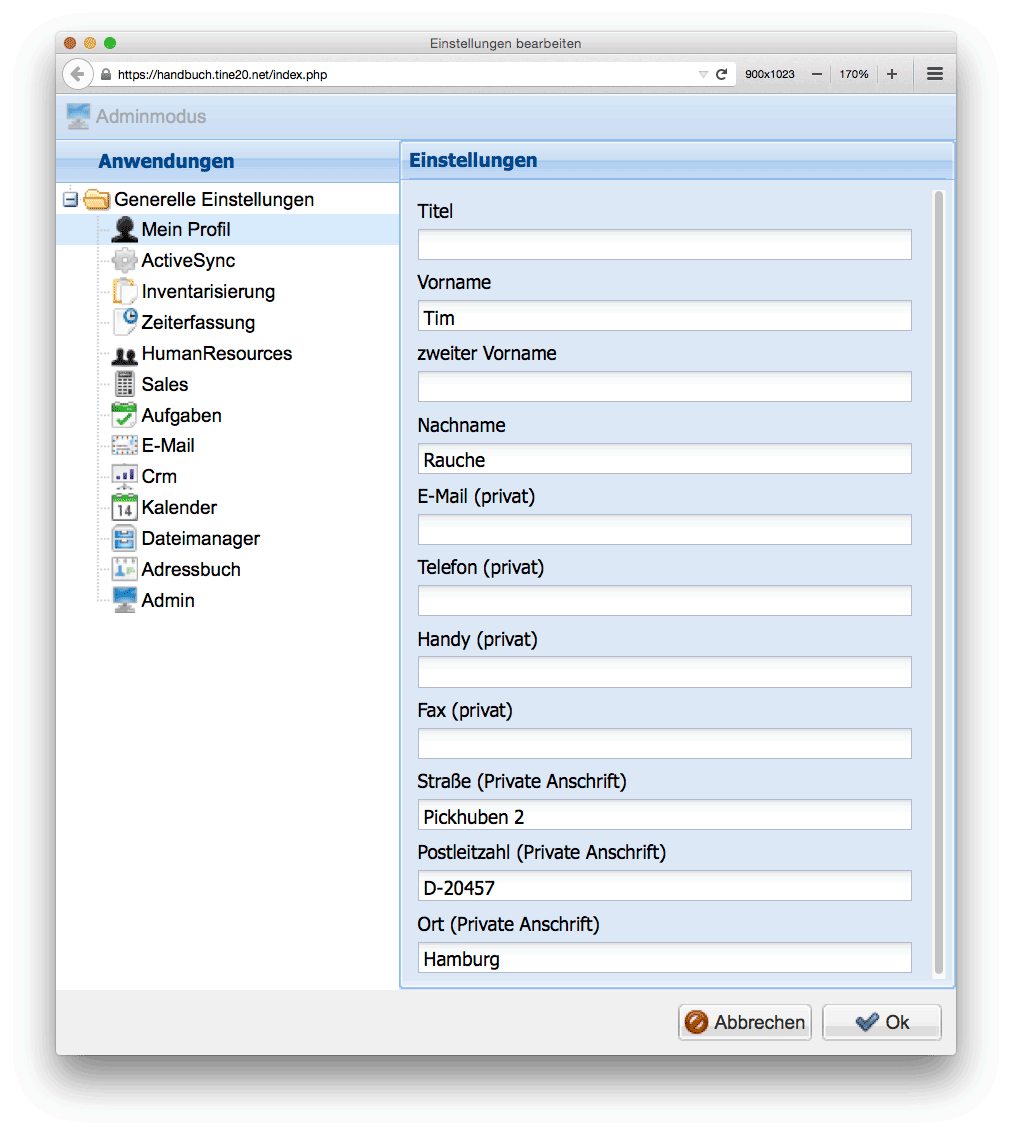 Einstellungen bearbeiten
https://handbuch.tine20.net/index.php
900x1023
170%
Adminmodus
Anwendungen
Generelle Einstellungen
Mein Profil
ActiveSync
Inventarisierung
Zeiterfassung
HumanResources
Sales
Aufgaben
E-Mail
Crm
14
Kalender
Dateimanager
Adressbuch
Admin
Einstellungen
Titel
Vorname
Tim
zweiter Vorname
Nachname
Rauche
E-Mail (privat)
Telefon (privat)
Handy (privat)
Fax (privat)
Straße (Private Anschrift)
Pickhuben 2
Postleitzahl (Private Anschrift)
D-20457
Ort (Private Anschrift)
Hamburg
Abbrechen
Ok